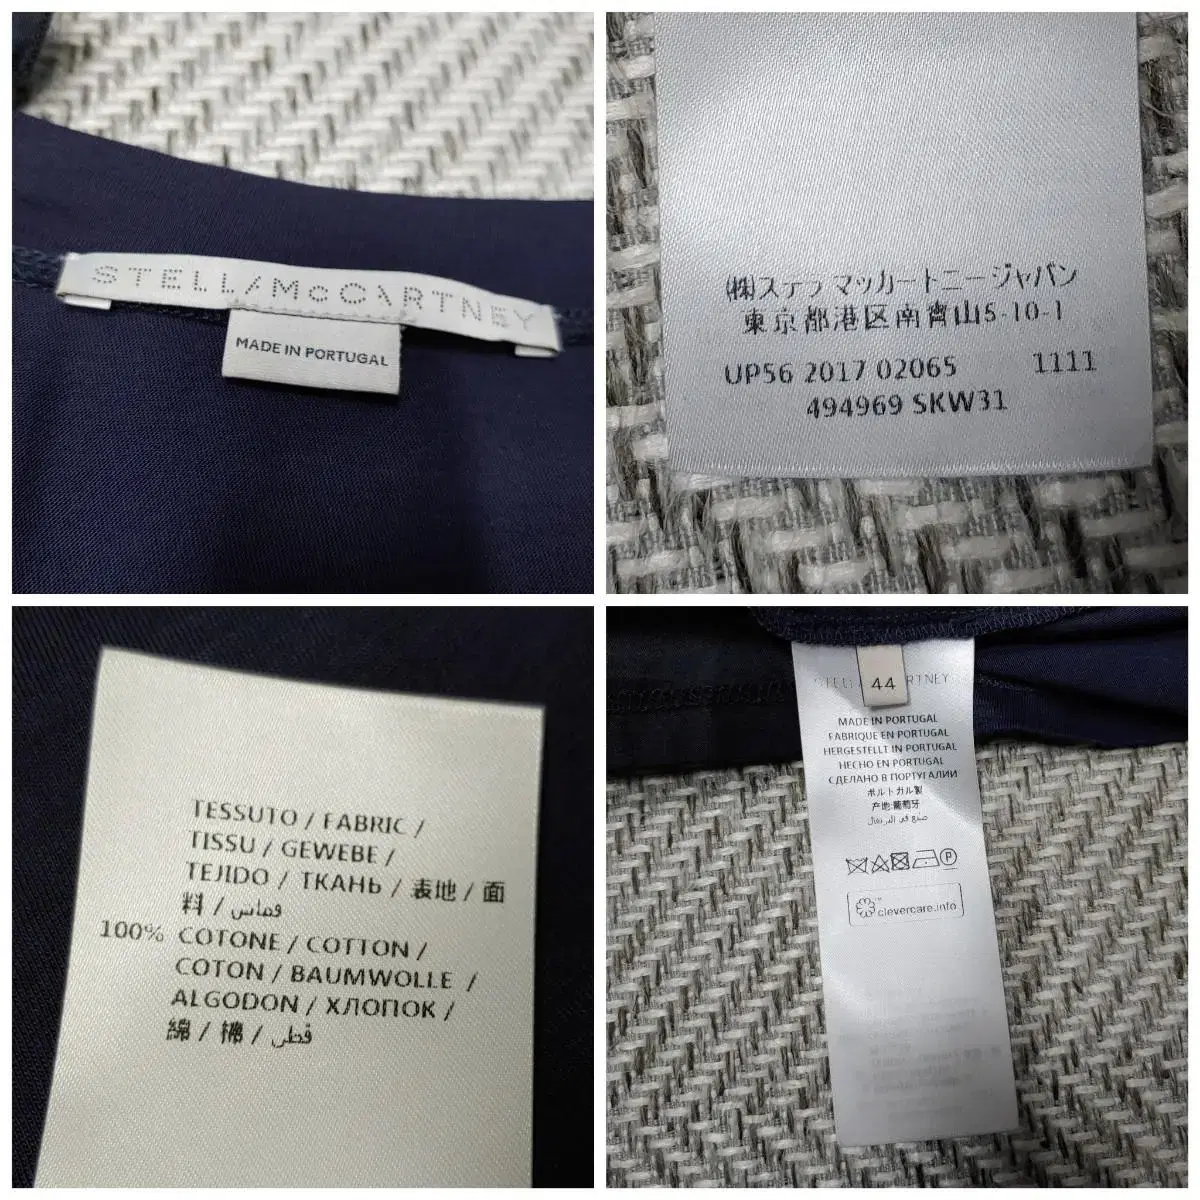 STELLA McCARTNEY
MADE IN PORTUGAL
(株)ステラ マッカートニージャパン
東京都港区南青山5-10-1
UP56 2017 02065 1111
494969 SKW31
TESSUTO / FABRIC /
TISSU / GEWEBE /
TEJIDO / ТКАНЬ / 表地 / 面
料 / قماش
100% COTONE / COTTON /
COTON / BAUMWOLLE /
ALGODON / ХЛОПОК /
綿 / 棉 / قطن
44
MADE IN PORTUGAL
FABRIQUE EN PORTUGAL
HERGESTELLT IN PORTUGAL
HECHO EN PORTUGAL
СДЕЛАНО В ПОРТУГАЛИИ
ポルトガル製
产地:葡萄牙
صنع في البرتغال
P
clevercare.info